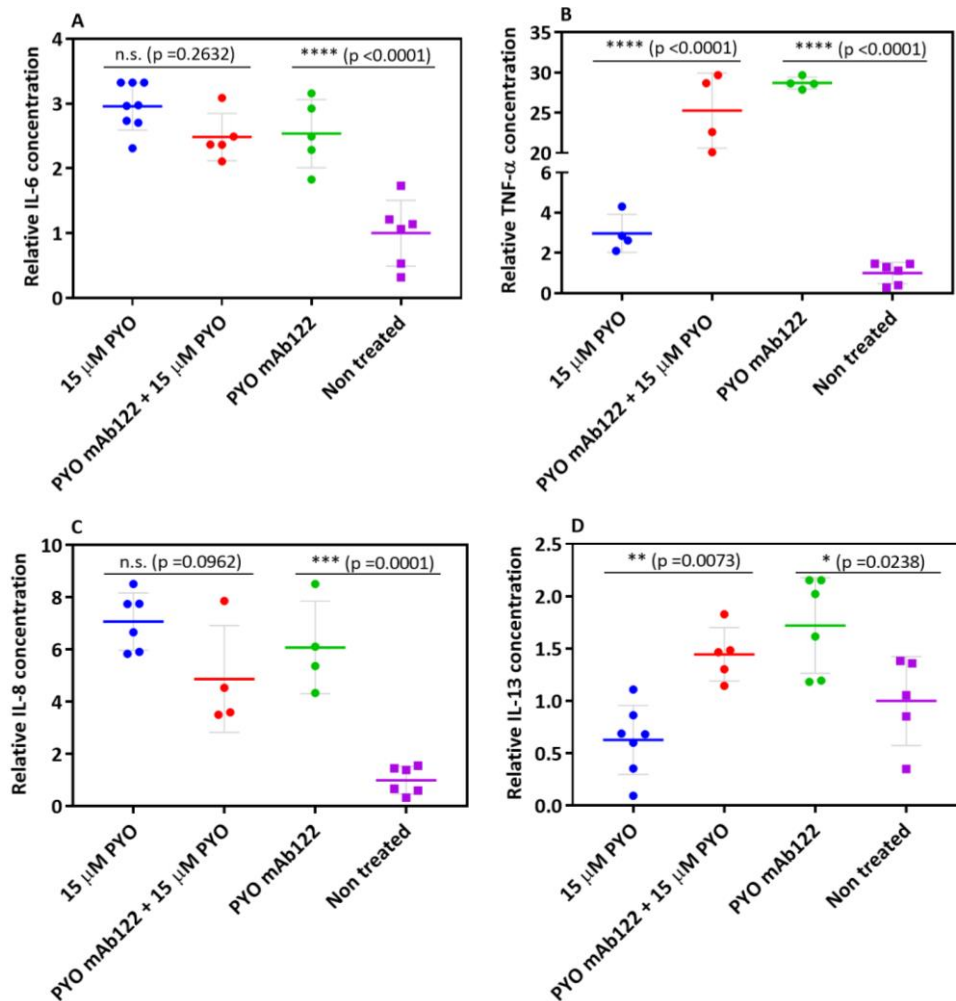 A
n.s. (p =0.2632)
**** (p <0.0001)
Relative IL-6 concentration
4
3
2
1
0
15 μM PYO
PYO mAb122 + 15 μM PYO
PYO mAb122
Non treated
B
**** (p <0.0001)
**** (p <0.0001)
Relative TNF-α concentration
35
30
25
20
6
4
2
0
15 μM PYO
PYO mAb122 + 15 μM PYO
PYO mAb122
Non treated
C
n.s. (p =0.0962)
*** (p =0.0001)
Relative IL-8 concentration
10
8
6
4
2
0
15 μM PYO
PYO mAb122 + 15 μM PYO
PYO mAb122
Non treated
D
** (p =0.0073)
* (p =0.0238)
Relative IL-13 concentration
2.5
2.0
1.5
1.0
0.5
0.0
15 μM PYO
PYO mAb122 + 15 μM PYO
PYO mAb122
Non treated